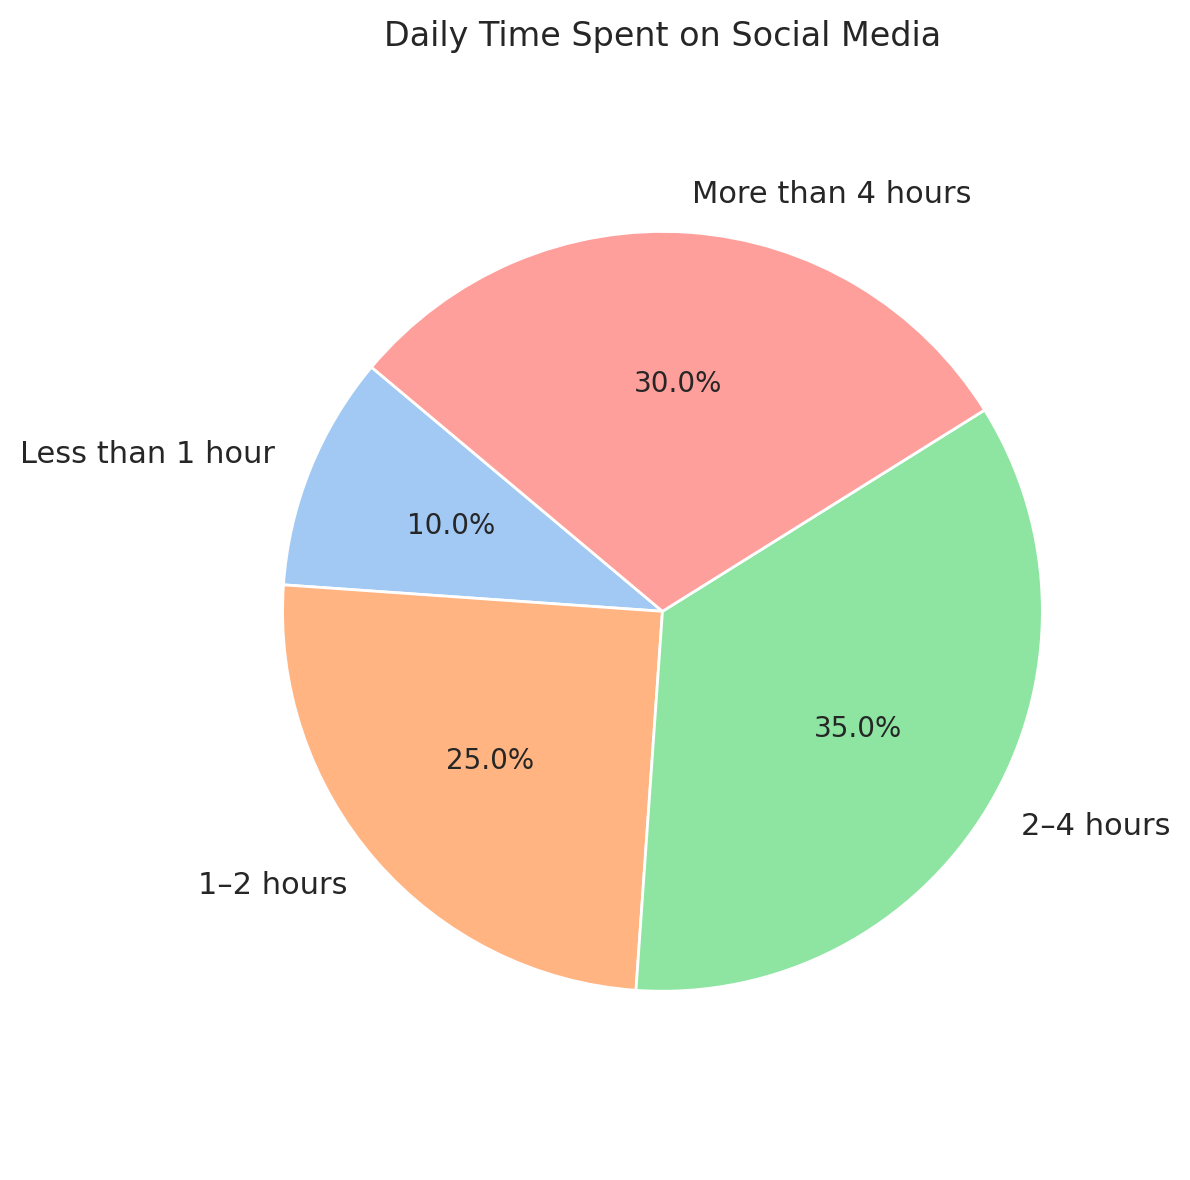 Daily Time Spent on Social Media
More than 4 hours
30.0%
Less than 1 hour
10.0%
35.0%
25.0%
2–4 hours
1–2 hours